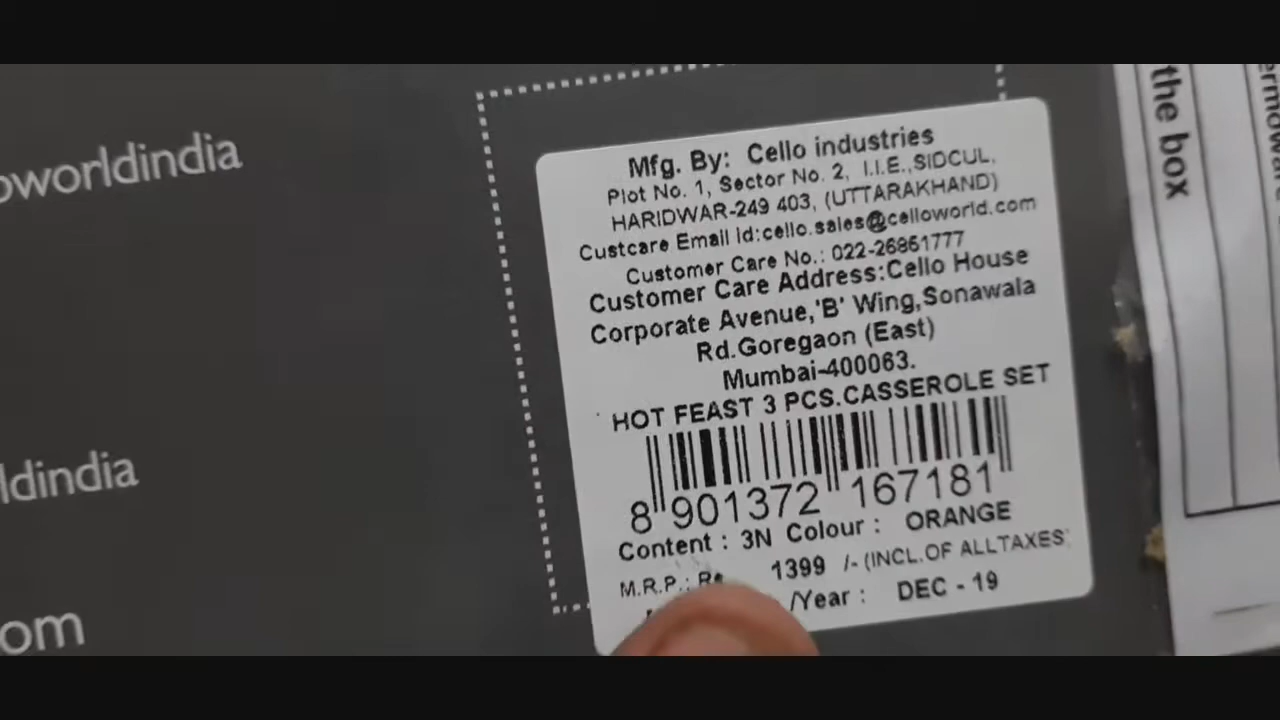 oworldindia
ldindia
om
Mfg. By: Cello industries
Plot No. 1, Sector No. 2, I.I.E.,SIDCUL,
HARIDWAR-249 403, (UTTARAKHAND)
Custcare Email id:cello.sales@celloworld.com
Customer Care No.: 022-26851777
Customer Care Address:Cello House
Corporate Avenue,'B' Wing,Sonawala
Rd.Goregaon (East)
Mumbai-400063.
HOT FEAST 3 PCS.CASSEROLE SET
8 901372 167181
Content : 3N Colour : ORANGE
M.R.P.: Rs 1399 /- (INCL.OF ALLTAXES
/Year : DEC - 19
the box